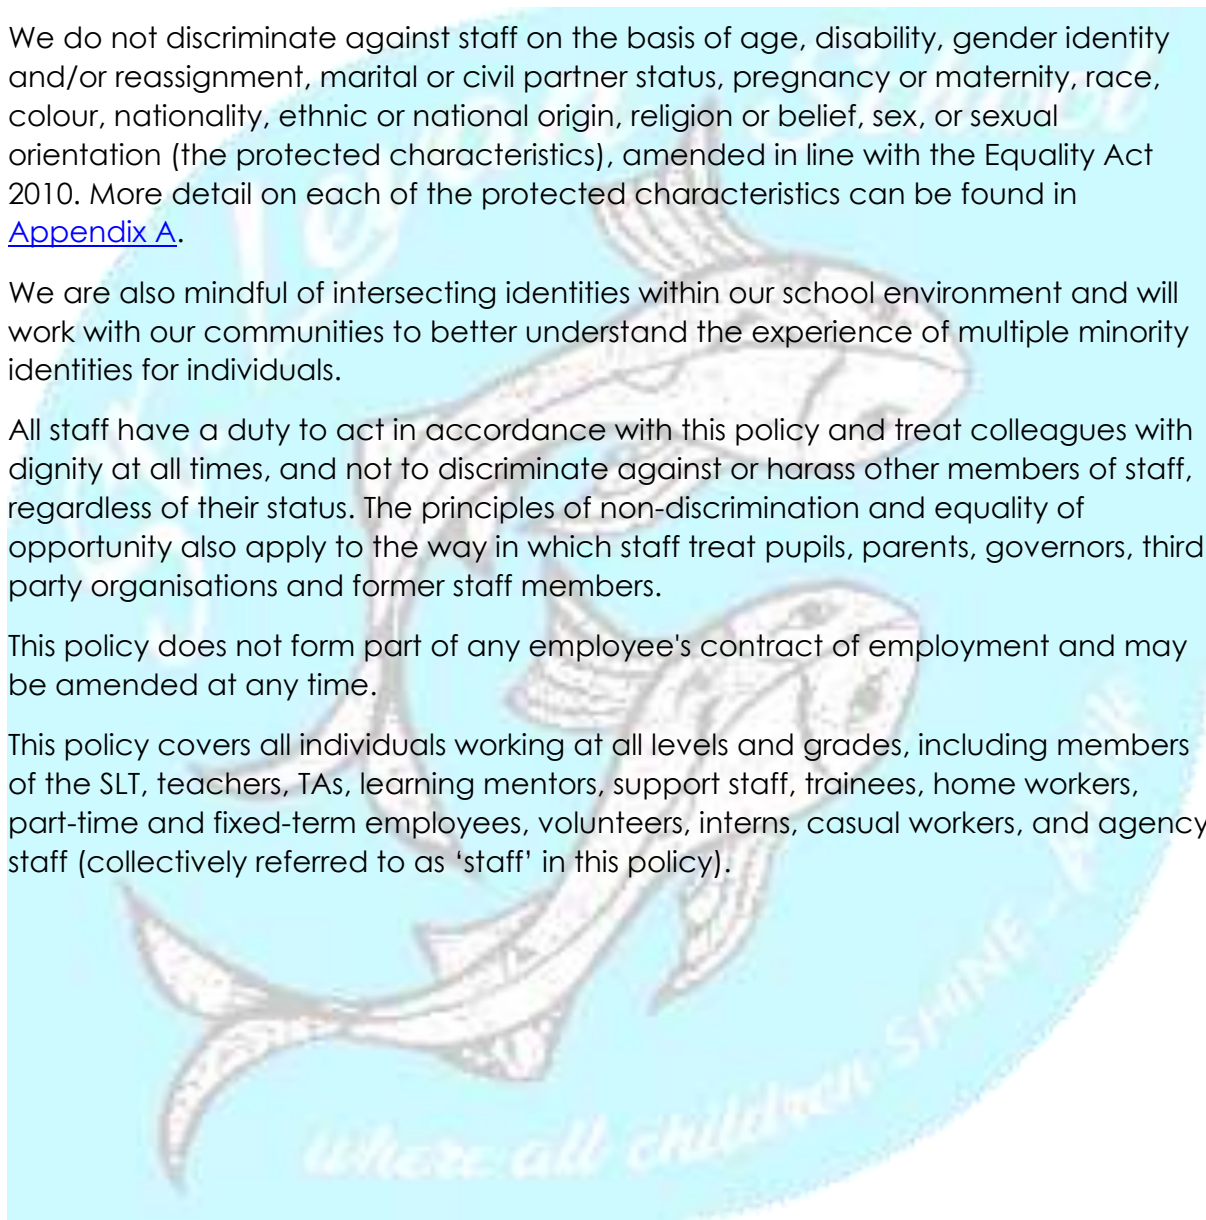 We do not discriminate against staff on the basis of age, disability, gender identity
and/or reassignment, marital or civil partner status, pregnancy or maternity, race,
colour, nationality, ethnic or national origin, religion or belief, sex, or sexual
orientation (the protected characteristics), amended in line with the Equality Act
2010. More detail on each of the protected characteristics can be found in
Appendix A.
We are also mindful of intersecting identities within our school environment and will
work with our communities to better understand the experience of multiple minority
identities for individuals.
All staff have a duty to act in accordance with this policy and treat colleagues with
dignity at all times, and not to discriminate against or harass other members of staff,
regardless of their status. The principles of non-discrimination and equality of
opportunity also apply to the way in which staff treat pupils, parents, governors, third
party organisations and former staff members.
This policy does not form part of any employee's contract of employment and may
be amended at any time.
This policy covers all individuals working at all levels and grades, including members
of the SLT, teachers, TAs, learning mentors, support staff, trainees, home workers,
part-time and fixed-term employees, volunteers, interns, casual workers, and agency
staff (collectively referred to as ‘staff’ in this policy).
where all children SHINE